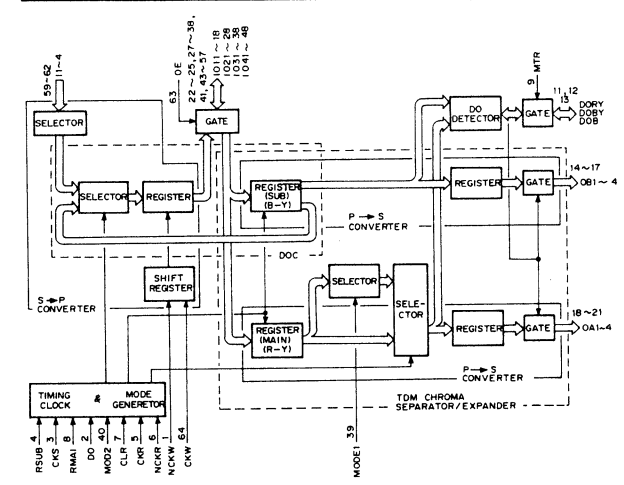 59~62
11~4
63 DE
22~25, 27~38,
41, 43~57
1011~18
1021~28
1031~38
1041~48
9 MTR
SELECTOR
GATE
DO
DETECTOR
GATE
11, 12
13
DORY
DOBY
DOB
SELECTOR
REGISTER
REGISTER
(SUB)
(B-Y)
REGISTER
GATE
14~17
OB1~4
P→S
CONVERTER
DOC
SHIFT
REGISTER
SELECTOR
SELE-
CTOR
S→P
CONVERTER
REGISTER
(MAIN)
(R-Y)
REGISTER
GATE
18~21
OA1~4
P→S
CONVERTER
TDM CHROMA
SEPARATOR/EXPANDER
TIMING & MODE
CLOCK GENERETOR
RSUB 4
CKS 3
RMAI 8
DO 2
MOD2 40
CLR 7
CKR 5
NCKR 6
NCKW 1
CKW 64
MODE1 39